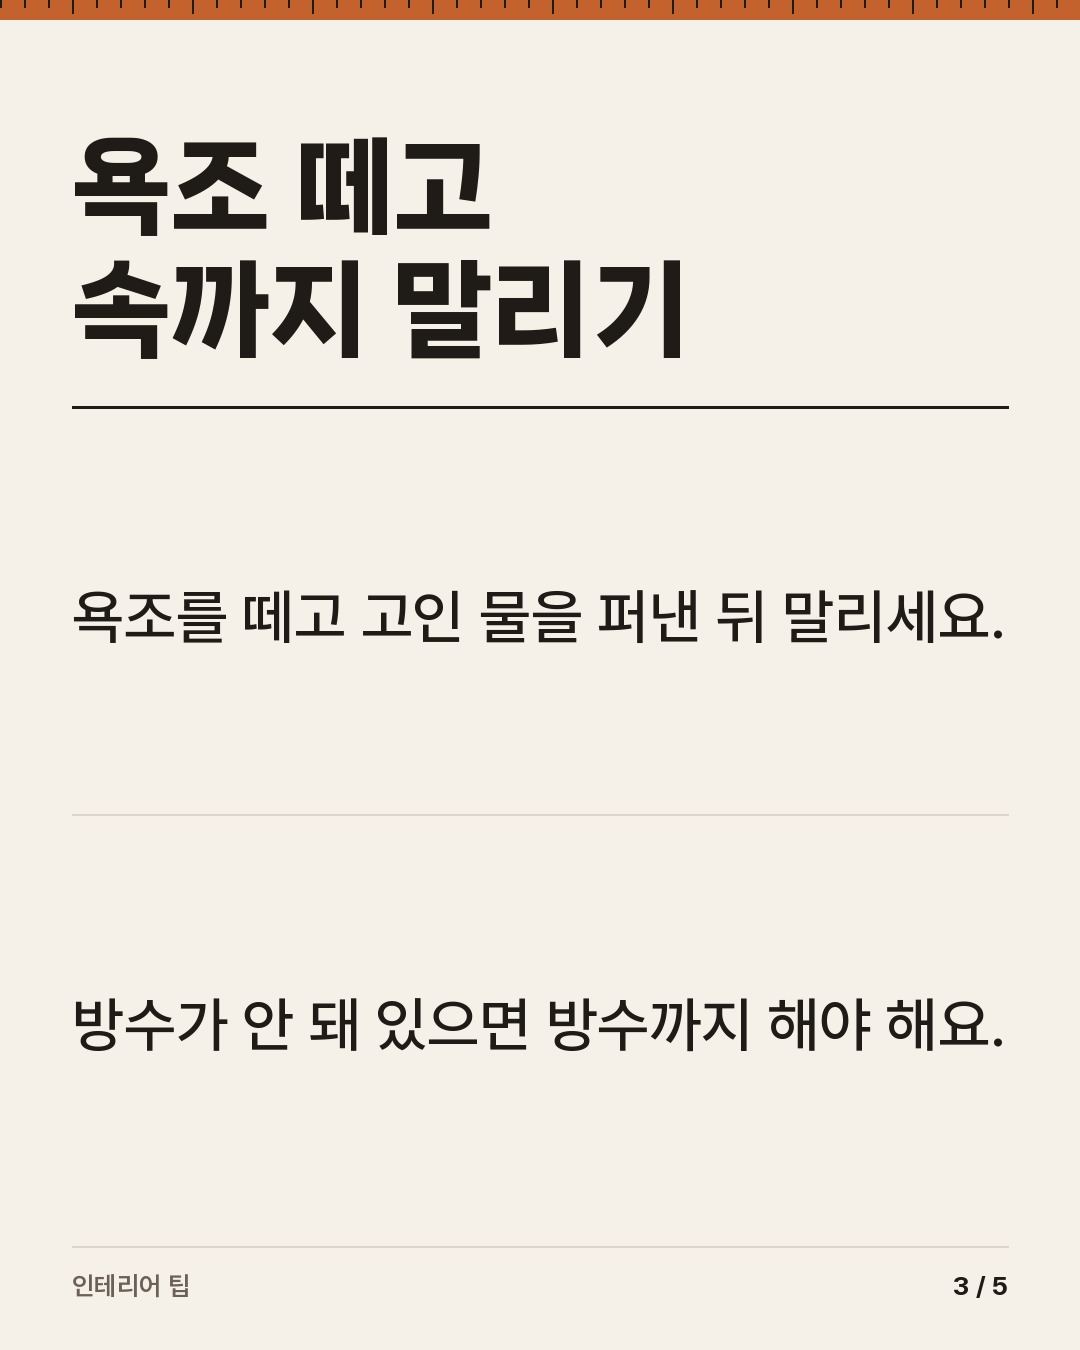 욕조 떼고
속까지 말리기
욕조를 떼고 고인 물을 퍼낸 뒤 말리세요.
방수가 안 돼 있으면 방수까지 해야 해요.
인테리어 팁
3 / 5